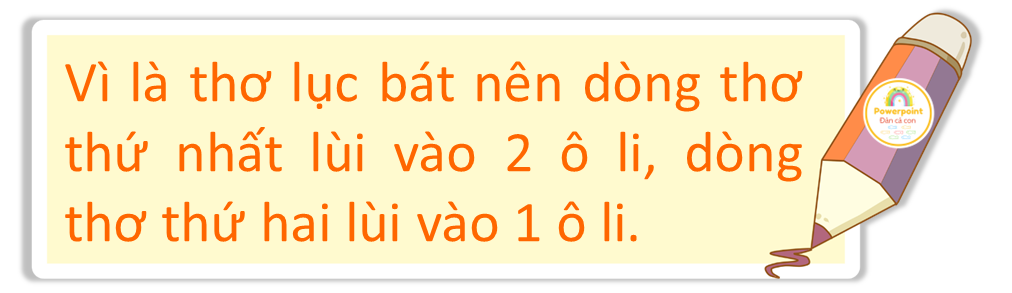 Vì là thơ lục bát nên dòng thơ
thứ nhất lùi vào 2 ô li, dòng
thơ thứ hai lùi vào 1 ô li.
Powerpoint
Đàn cá con